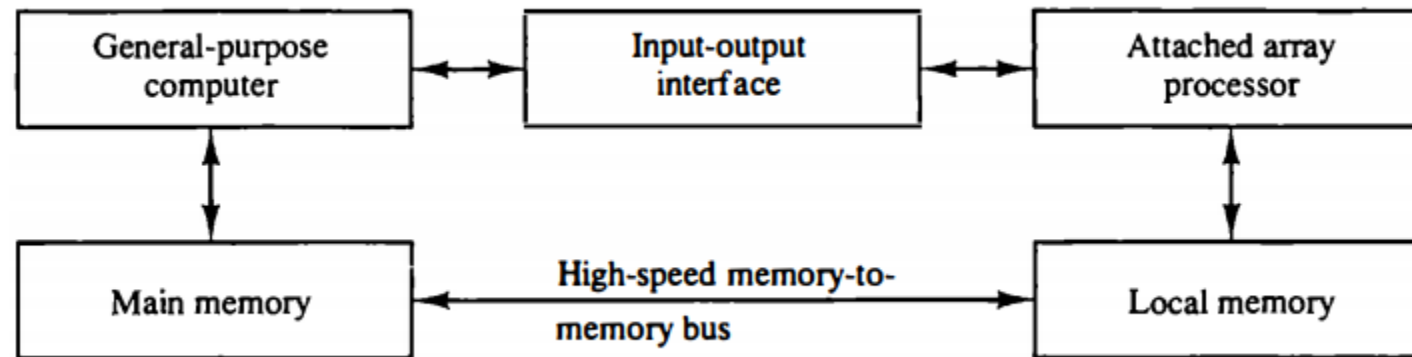 General-purpose
computer
Input-output
interface
Attached array
processor
Main memory
High-speed memory-to-
memory bus
Local memory